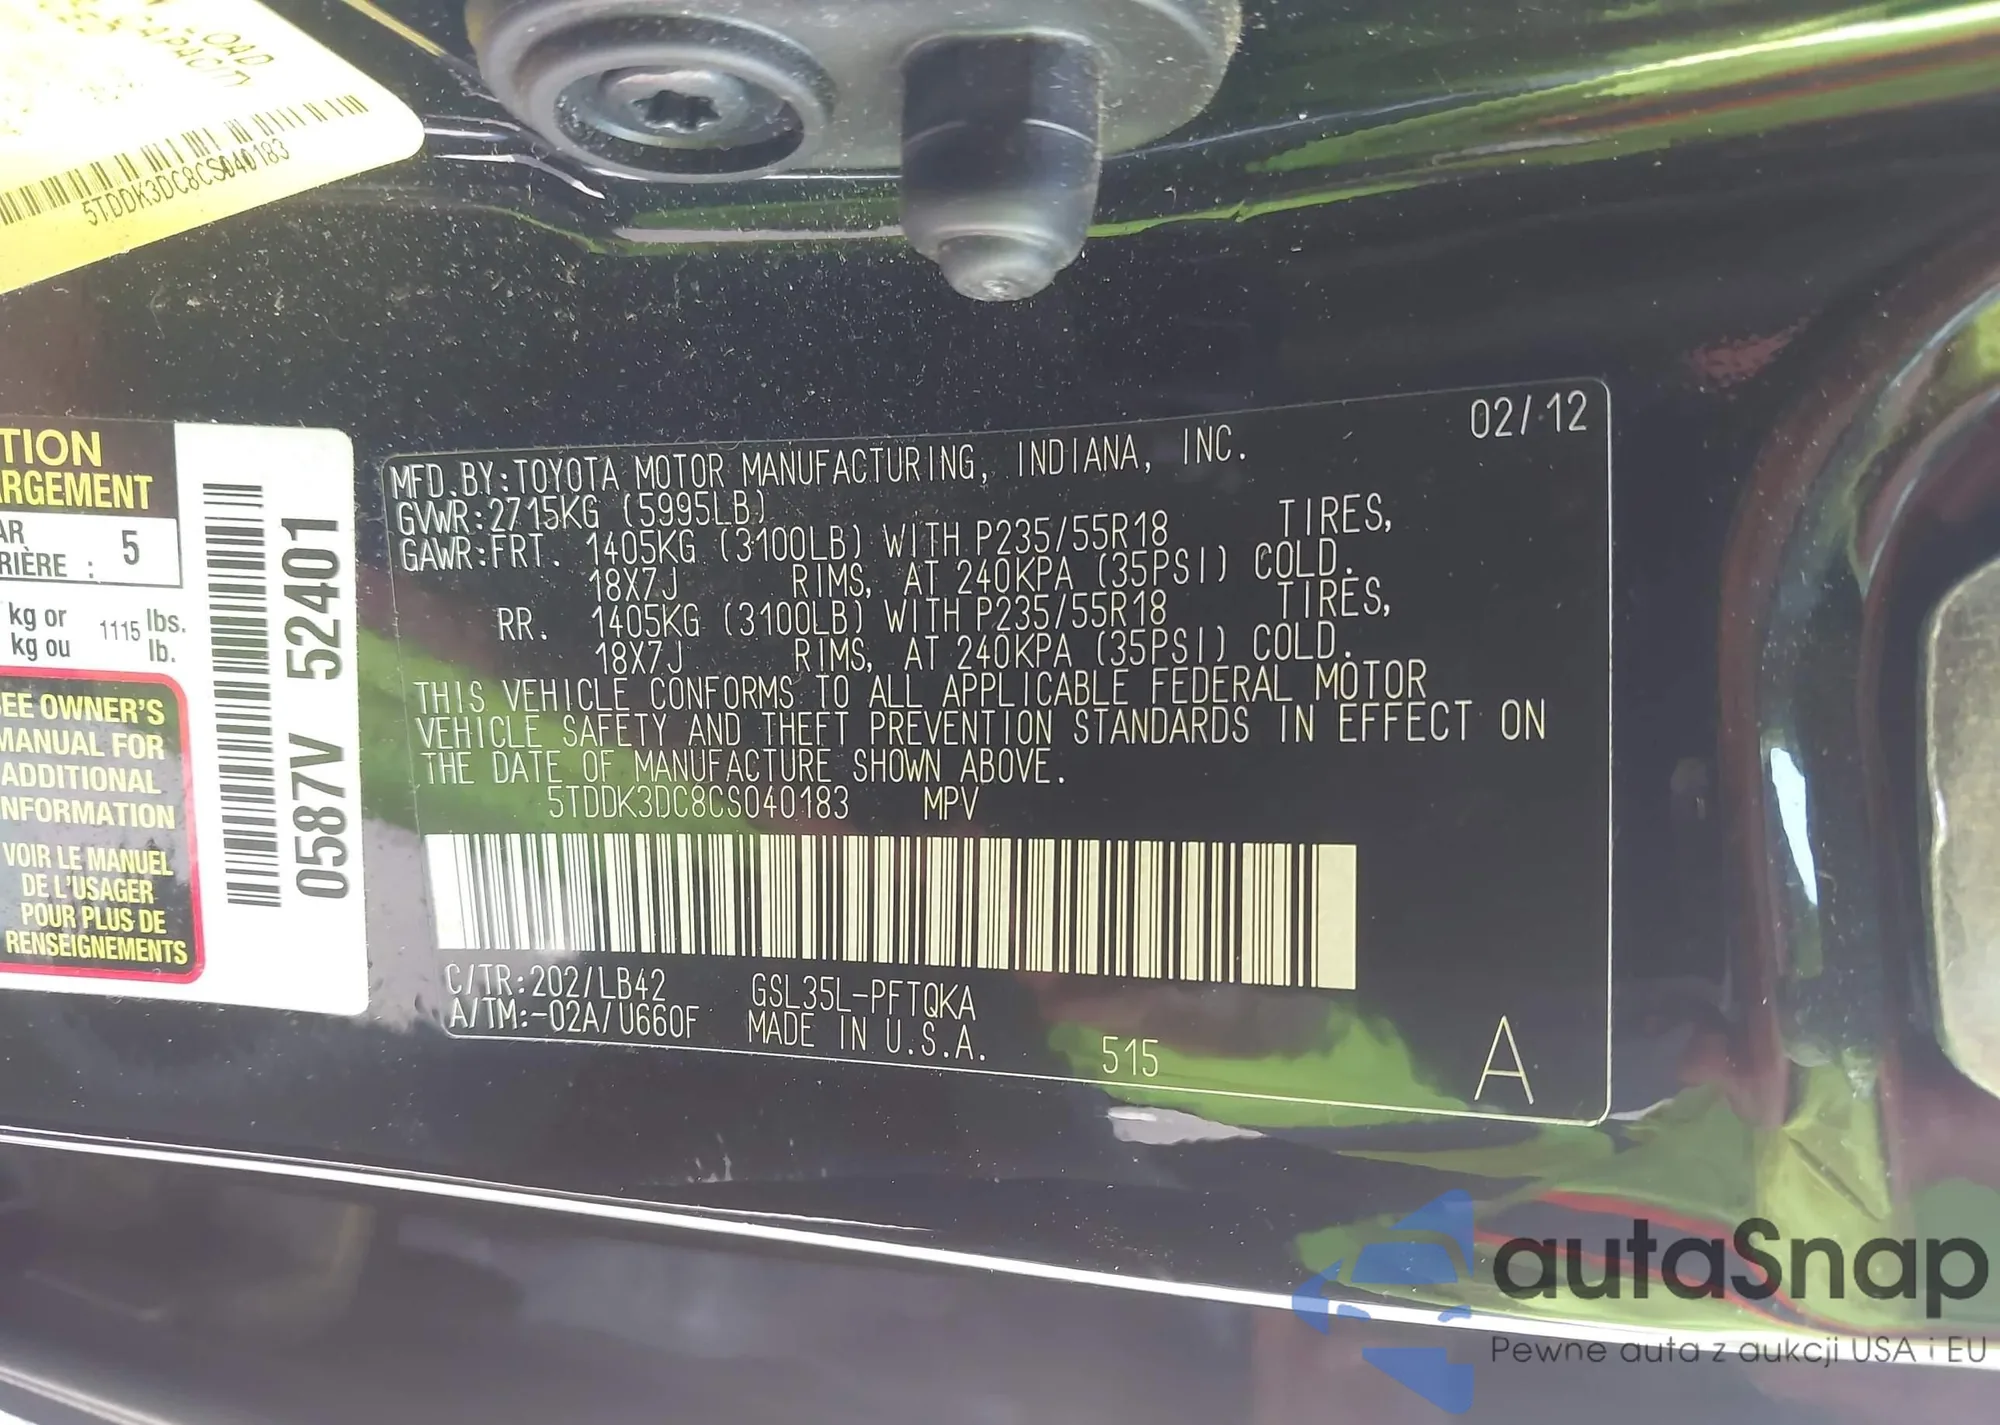 OAD
APACITY
5TDDK3DC8CS040183
TION
RGEMENT
AR
RIÈRE : 5
kg or
kg ou
1115 lbs.
lb.
SEE OWNER'S
MANUAL FOR
ADDITIONAL
INFORMATION
VOIR LE MANUEL
DE L'USAGER
POUR PLUS DE
RENSEIGNEMENTS
0587V 52401
02/12
MFD.BY:TOYOTA MOTOR MANUFACTURING, INDIANA, INC.
GVWR:2715KG (5995LB)
GAWR:FRT. 1405KG (3100LB) WITH P235/55R18 TIRES,
18X7J RIMS, AT 240KPA (35PSI) COLD.
RR. 1405KG (3100LB) WITH P235/55R18 TIRES,
18X7J RIMS, AT 240KPA (35PSI) COLD.
THIS VEHICLE CONFORMS TO ALL APPLICABLE FEDERAL MOTOR
VEHICLE SAFETY AND THEFT PREVENTION STANDARDS IN EFFECT ON
THE DATE OF MANUFACTURE SHOWN ABOVE.
5TDDK3DC8CS040183 MPV
C/TR:202/LB42 GSL35L-PFTQKA
A/TM:-02A/U660F MADE IN U.S.A. 515
A
autaSnap
Pewne auta z aukcji USA i EU